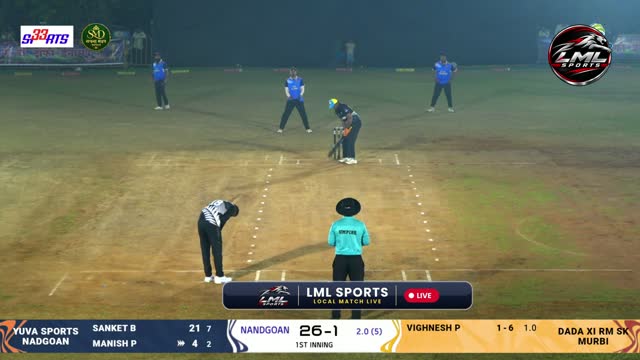 SP33RTS
LML
SPORTS
UMPIRE
LML SPORTS
LOCAL MATCH LIVE
LIVE
YUVA SPORTS
NADGOAN
SANKET B 21 7
MANISH P 4 2
NANDGOAN 26-1 2.0 (5)
1ST INNING
VIGHNESH P 1-6 1.0
DADA XI RM SK
MURBI